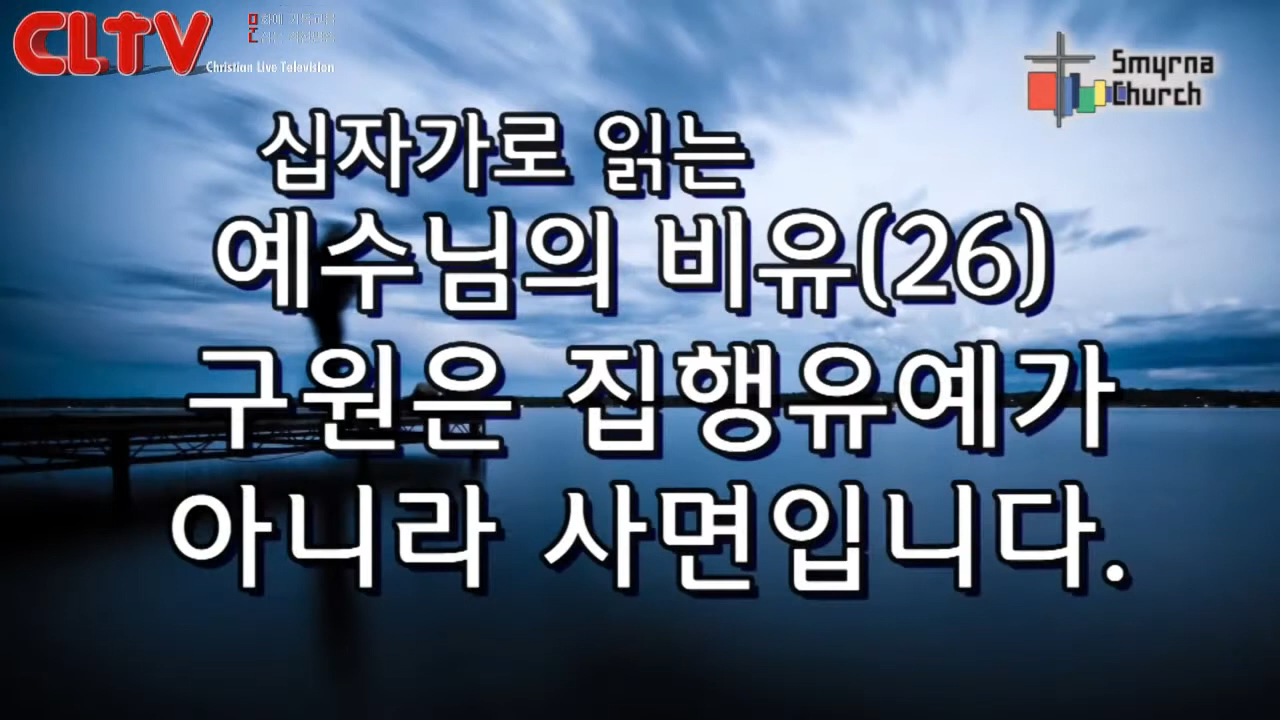 CLTV
Christian Live Television
Smyrna
Church
십자가로 읽는
예수님의 비유(26)
구원은 집행유예가
아니라 사면입니다.